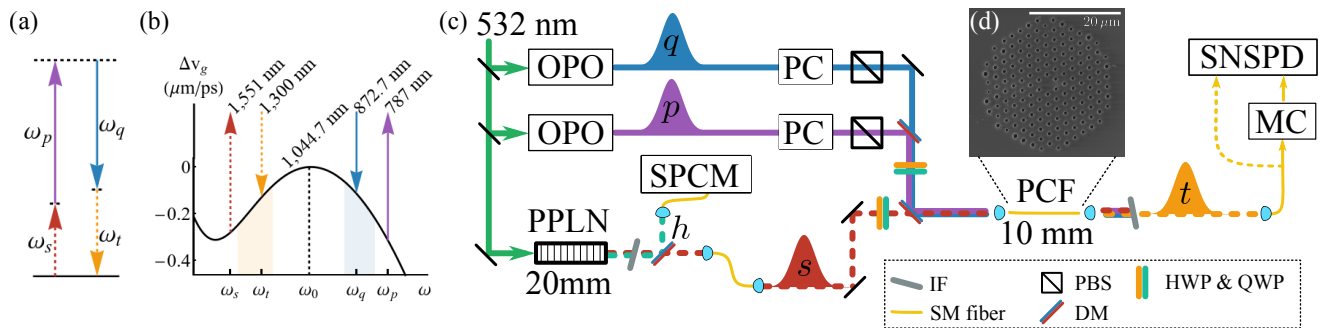 (a)
ω_p
ω_q
ω_s
ω_t
(b)
Δv_g
(μm/ps)
1,551 nm
1,300 nm
1,044.7 nm
872.7 nm
787 nm
0
−0.2
−0.4
ω_s ω_t ω_0 ω_q ω_p ω
(c)
532 nm
OPO
q
PC
OPO
p
PC
SPCM
PPLN
h
20mm
s
(d)
20 μm
PCF
10 mm
t
SNSPD
MC
IF
PBS
HWP & QWP
SM fiber
DM